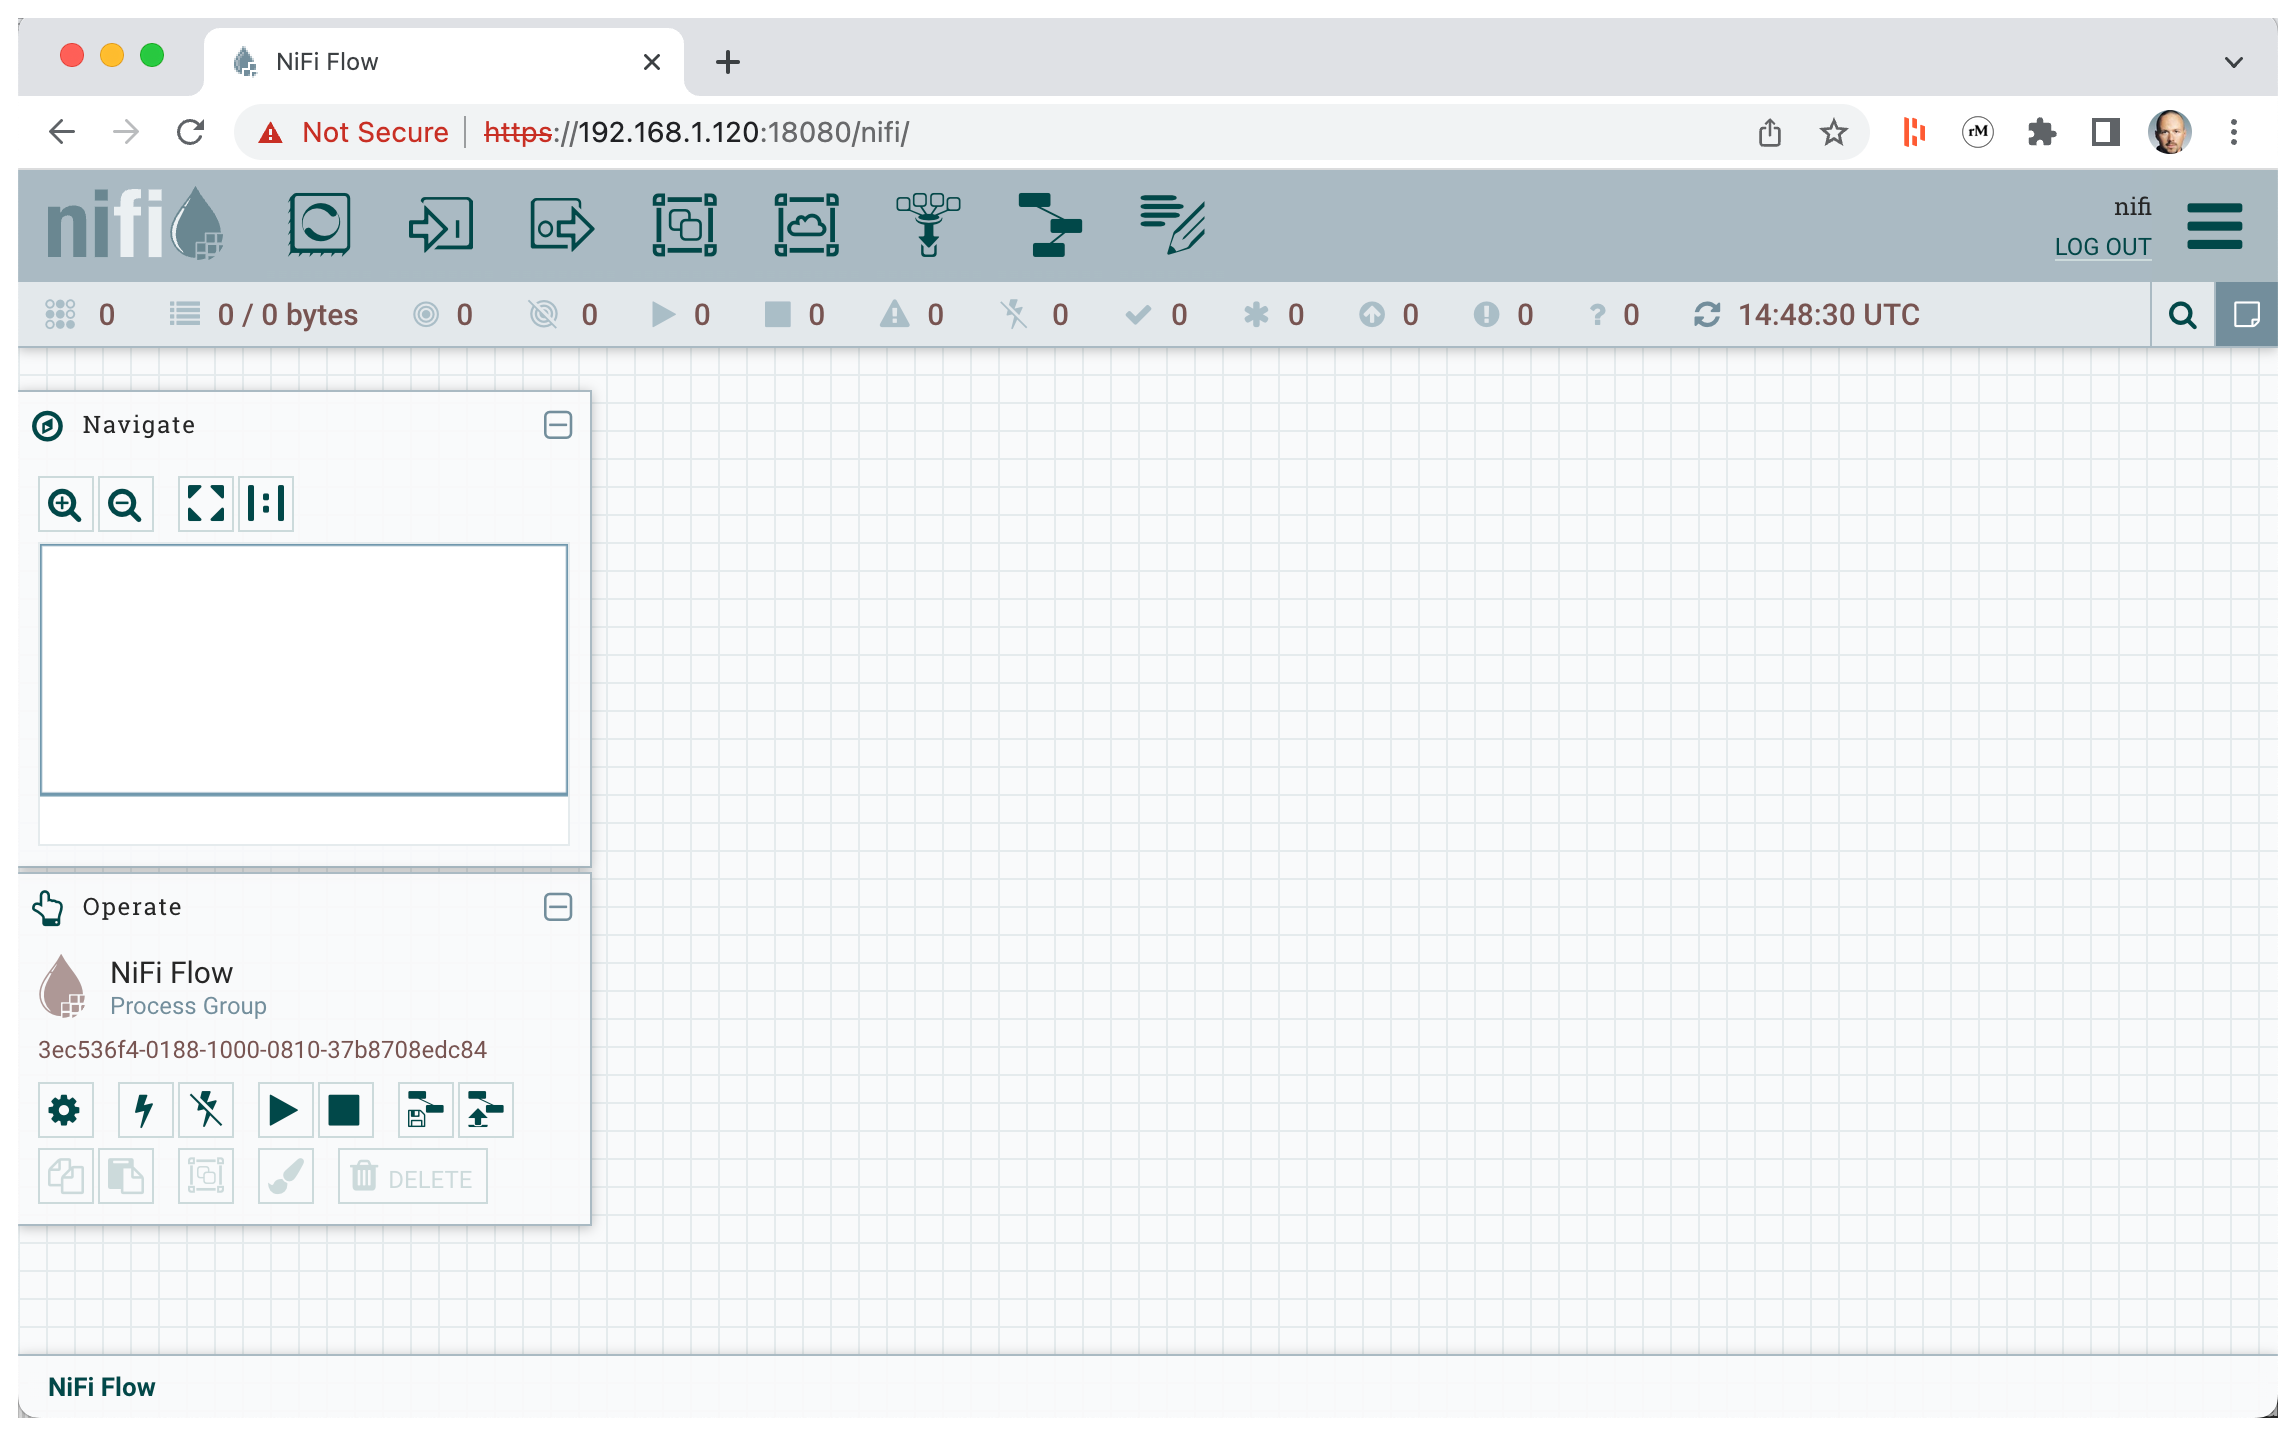 NiFi Flow
Not Secure https://192.168.1.120:18080/nifi/
rM
nifi
nifi
LOG OUT
0 0 / 0 bytes 0 0 0 0 0 0 0 0 0 0 0 14:48:30 UTC
Navigate
Operate
NiFi Flow
Process Group
3ec536f4-0188-1000-0810-37b8708edc84
DELETE
NiFi Flow